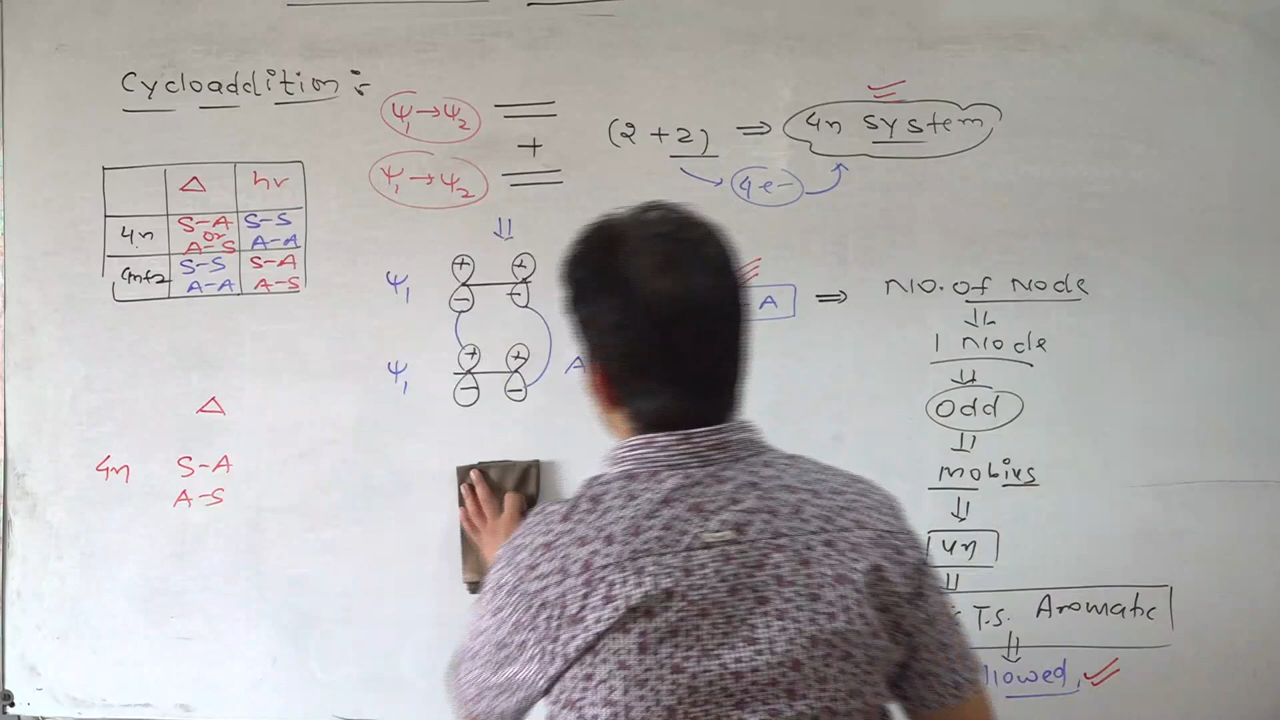 Cycloaddition :-
Ψ₁→Ψ₂
+
Ψ₁→Ψ₂
(2+2) ⇒ 4n system
4e-
Δ hν
4n S-A or A-S S-S A-A
4n+2 S-S A-A S-A A-S
Ψ₁ + + - -
Ψ₁ + + - -
A
- A ⇒ No. of Node
1 Node
Odd
mobius
4n
T.S. Aromatic
llowed,
Δ
4n S-A
A-S